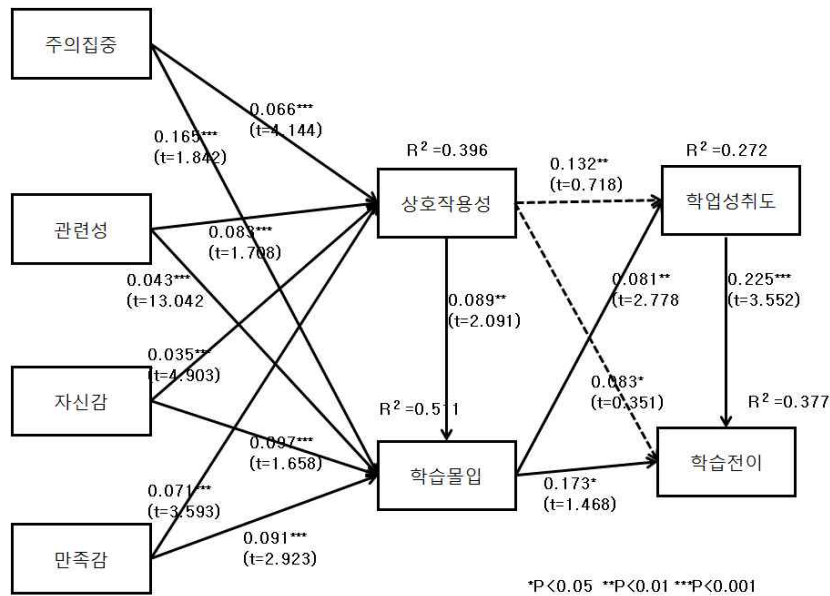 주의집중
0.066***
(t=4.144)
0.165***
(t=1.842)
R² =0.396
0.132**
(t=0.718)
R² =0.272
관련성
상호작용성
학업성취도
0.083***
(t=1.708)
0.043***
(t=13.042
0.089**
(t=2.091)
0.081**
(t=2.778
0.225***
(t=3.552)
0.035***
(t=4.903)
자신감
R² =0.511
0.083*
(t=0.351)
R² =0.377
0.097***
(t=1.658)
학습몰입
학습전이
0.071***
(t=3.593)
0.173*
(t=1.468)
0.091***
(t=2.923)
만족감
*P<0.05 **P<0.01 ***P<0.001